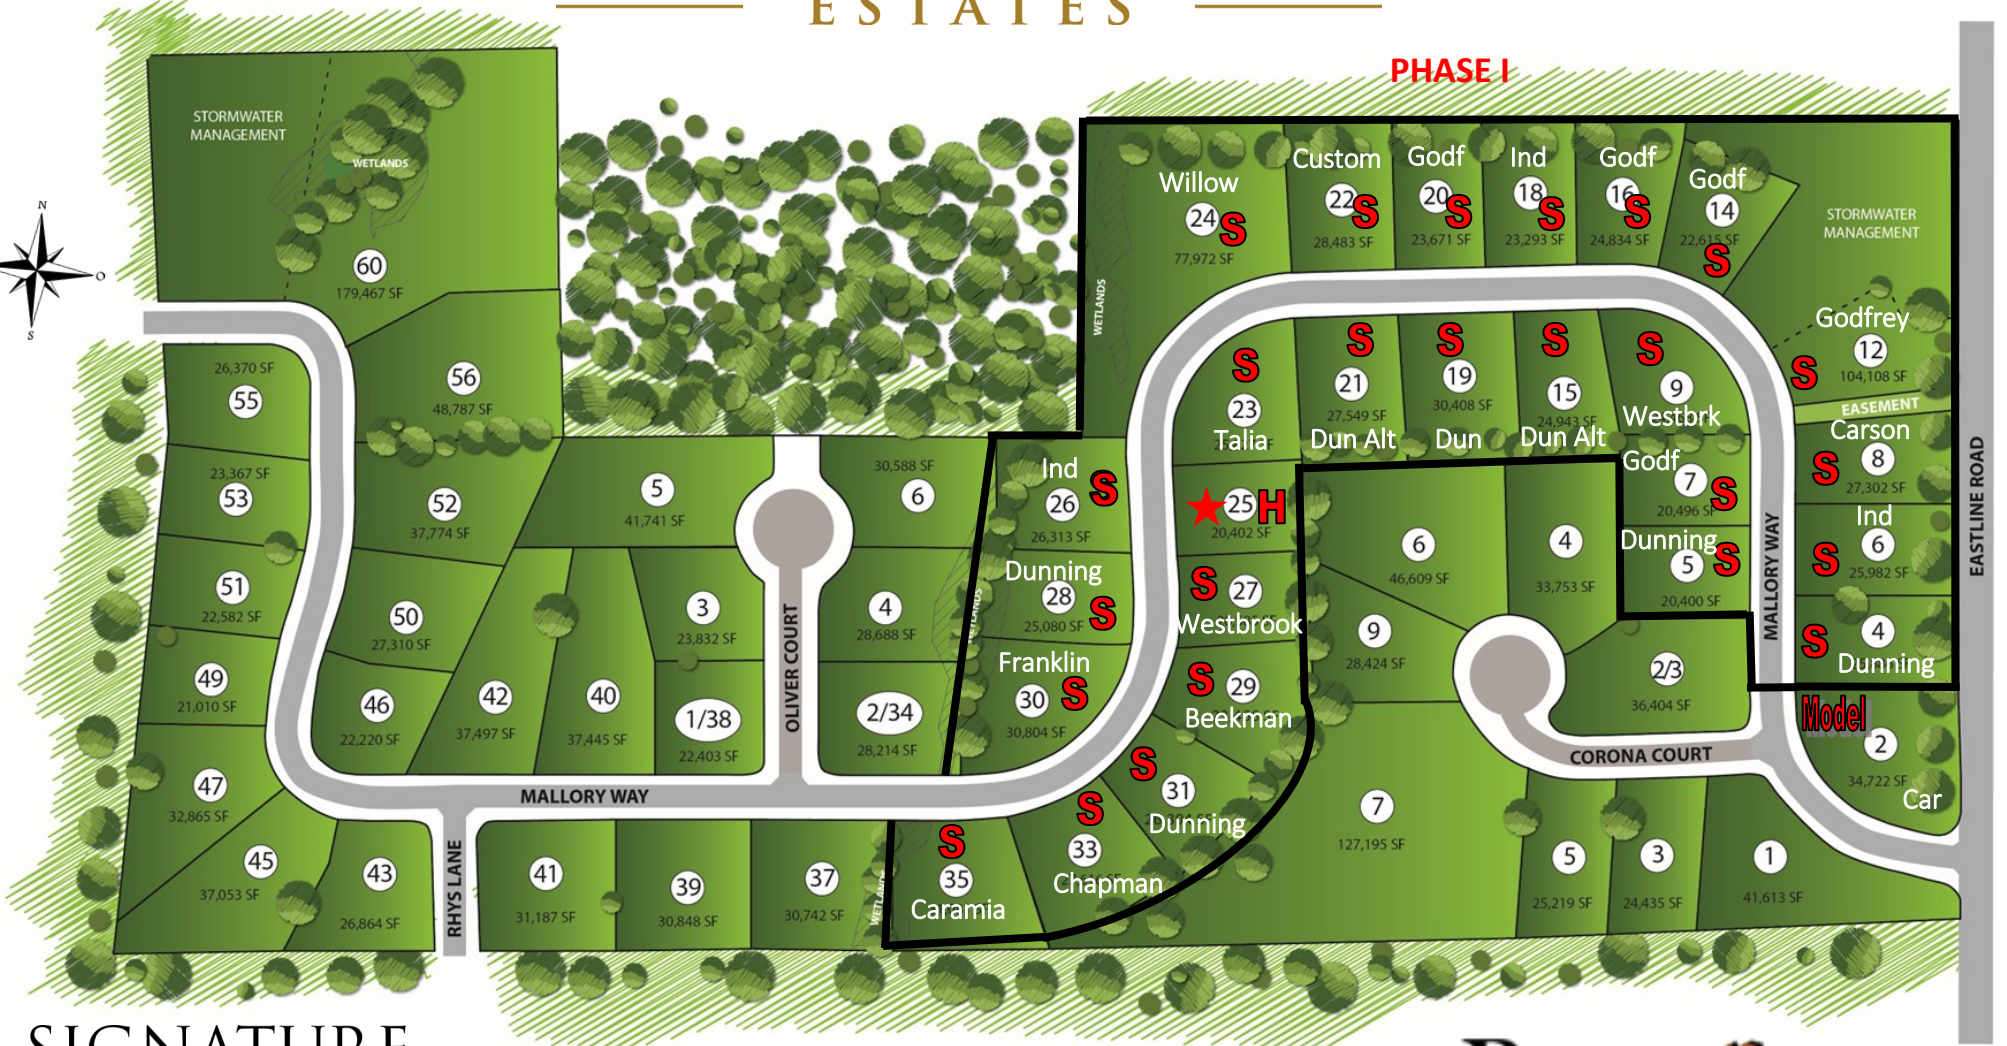 ESTATES
PHASE I
STORMWATER
MANAGEMENT
WETLANDS
60
179,467 SF
N
O
S
56
48,787 SF
26,370 SF
55
23,367 SF
53
52
37,774 SF
51
22,582 SF
50
27,310 SF
49
21,010 SF
46
22,220 SF
47
32,865 SF
45
37,053 SF
43
26,864 SF
42
37,497 SF
40
37,445 SF
5
41,741 SF
3
23,832 SF
1/38
22,403 SF
OLIVER COURT
30,588 SF
6
4
28,688 SF
2/34
28,214 SF
MALLORY WAY
RHYS LANE
41
31,187 SF
39
30,848 SF
37
30,742 SF
WETLANDS
WETLANDS
WETLANDS
Willow
24 S
77,972 SF
Custom
22 S
28,483 SF
Godf
20 S
23,671 SF
Ind
18 S
23,293 SF
Godf
16 S
24,834 SF
Godf
14
22,615 SF
S
STORMWATER
MANAGEMENT
Godfrey
12
S
104,108 SF
EASEMENT
Carson
8
S
27,302 SF
Ind
6
S
25,982 SF
4
S
Dunning
Model
2
34,722 SF
Car
EASTLINE ROAD
MALLORY WAY
S
23
Talia
S
21
27,549 SF
Dun Alt
S
19
30,408 SF
Dun
S
15
24,943 SF
Dun Alt
S
9
Westbrk
Godf
7 S
20,496 SF
Dunning
5 S
20,400 SF
25 H
20,402 SF
S 27
Westbrook
S 29
Beekman
S
31
Dunning
S
33
Chapman
S
35
Caramia
Ind
26 S
26,313 SF
Dunning
28
25,080 SF S
Franklin
30 S
30,804 SF
6
46,609 SF
4
33,753 SF
9
28,424 SF
2/3
36,404 SF
CORONA COURT
7
127,195 SF
5
25,219 SF
3
24,435 SF
1
41,613 SF
SIGNATURE